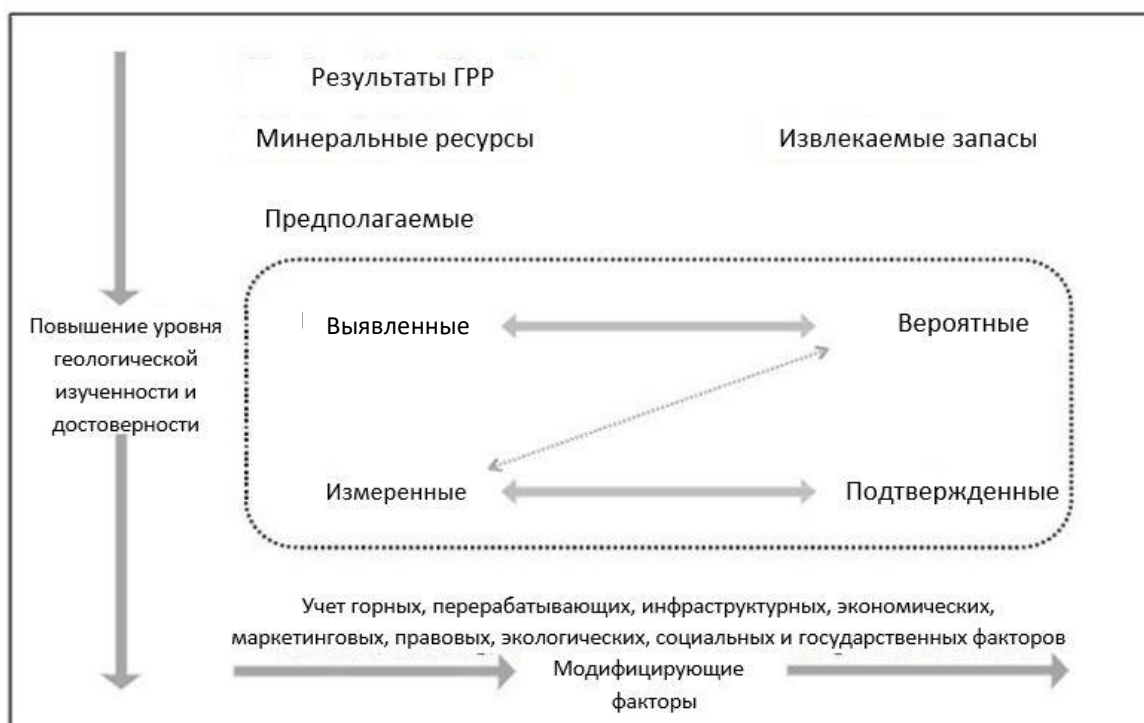 Результаты ГРР
Минеральные ресурсы
Извлекаемые запасы
Предполагаемые
Повышение уровня
геологической
изученности и
достоверности
Выявленные
Вероятные
Измеренные
Подтвержденные
Учет горных, перерабатывающих, инфраструктурных, экономических,
маркетинговых, правовых, экологических, социальных и государственных факторов
Модифицирующие
факторы